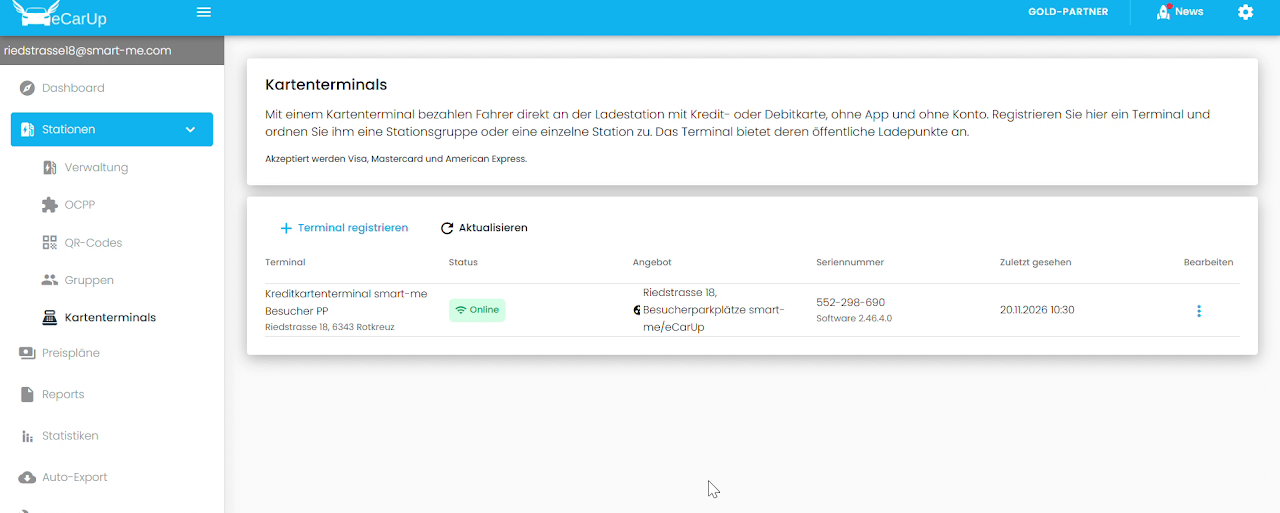 eCarUp
GOLD-PARTNER
News
riedstrasse18@smart-me.com
Dashboard
Stationen
Verwaltung
OCPP
QR-Codes
Gruppen
Kartenterminals
Preispläne
Reports
Statistiken
Auto-Export
Kartenterminals
Mit einem Kartenterminal bezahlen Fahrer direkt an der Ladestation mit Kredit- oder Debitkarte, ohne App und ohne Konto. Registrieren Sie hier ein Terminal und
ordnen Sie ihm eine Stationsgruppe oder eine einzelne Station zu. Das Terminal bietet deren öffentliche Ladepunkte an.
Akzeptiert werden Visa, Mastercard und American Express.
Terminal registrieren
Aktualisieren
Terminal Status Angebot Seriennummer Zuletzt gesehen Bearbeiten
Kreditkartenterminal smart-me
Besucher PP
Riedstrasse 18, 6343 Rotkreuz
Online
Riedstrasse 18,
Besucherparkplätze smart-
me/eCarUp
552-298-690
Software 2.46.4.0
20.11.2026 10:30